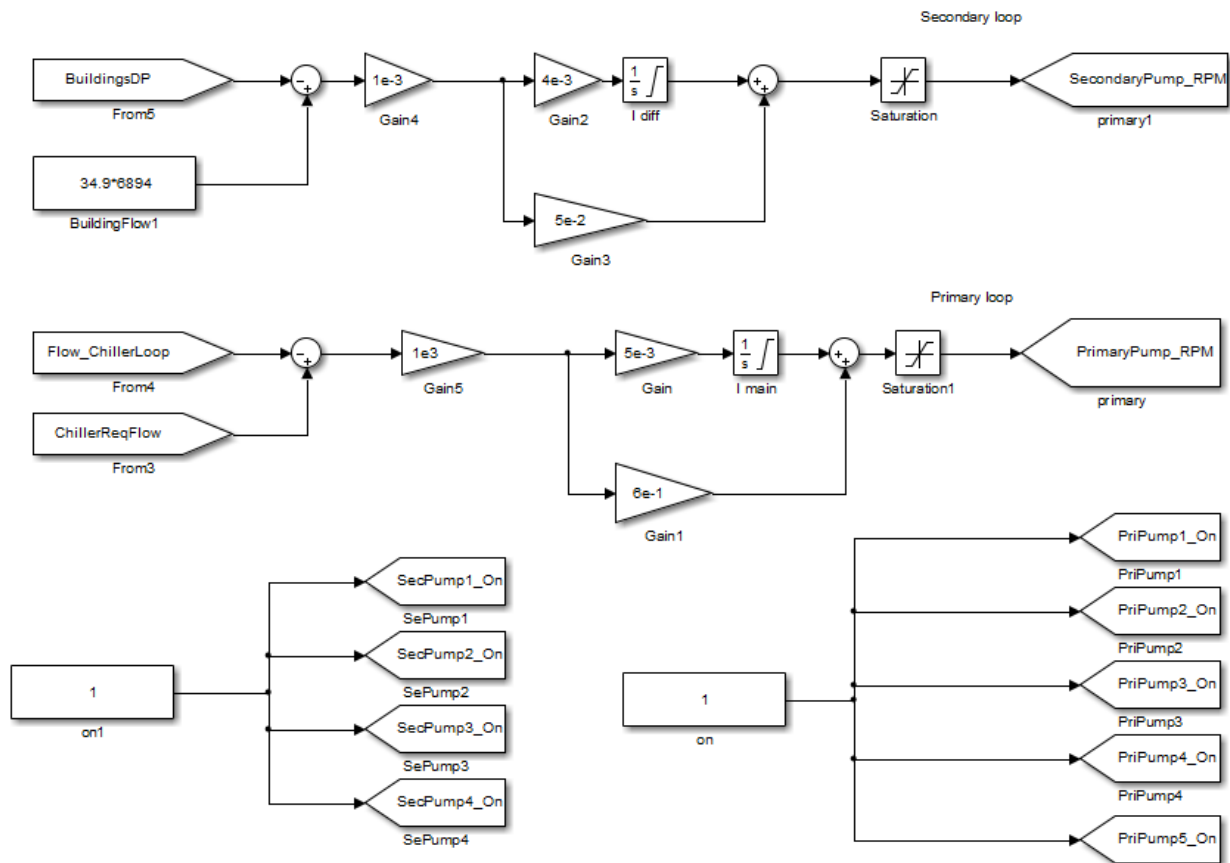 Secondary loop
BuildingsDP
From5
1e-3
Gain4
4e-3
Gain2
1
s
I diff
Saturation
SecondaryPump_RPM
primary1
34.9*6894
BuildingFlow1
5e-2
Gain3
Primary loop
Flow_ChillerLoop
From4
1e3
Gain5
5e-3
Gain
1
s
I main
Saturation1
PrimaryPump_RPM
primary
ChillerReqFlow
From3
6e-1
Gain1
SecPump1_On
SePump1
SecPump2_On
SePump2
1
on1
SecPump3_On
SePump3
SecPump4_On
SePump4
PriPump1_On
PriPump1
PriPump2_On
PriPump2
1
on
PriPump3_On
PriPump3
PriPump4_On
PriPump4
PriPump5_On